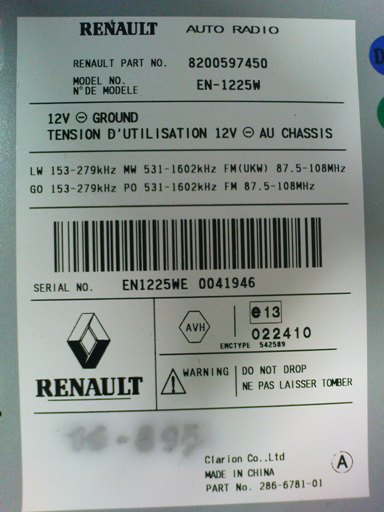 RENAULT AUTO RADIO
RENAULT PART NO. 8200597450
MODEL NO. EN-1225W
N°DE MODELE
12V ⊖ GROUND
TENSION D'UTILISATION 12V ⊖ AU CHASSIS
LW 153-279kHz MW 531-1602kHz FM(UKW) 87.5-108MHz
GO 153-279kHz PO 531-1602kHz FM 87.5-108MHz
SERIAL NO. EN1225WE 0041946
AVH
e13
022410
EMCTYPE 542589
RENAULT
WARNING
DO NOT DROP
NE PAS LAISSER TOMBER
Clarion Co.,Ltd
MADE IN CHINA
PART No. 286-6781-01
A